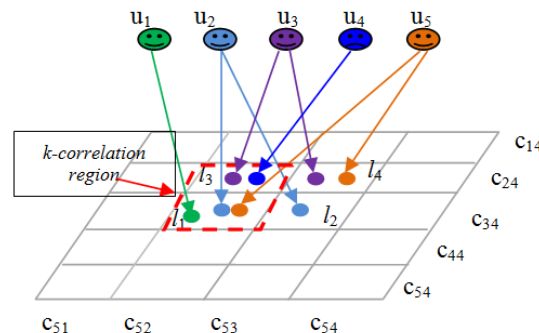 u1 u2 u3 u4 u5
c14
k-correlation
region
l3 l4
c24
l1 l2
c34
c44
c54
c51 c52 c53 c54